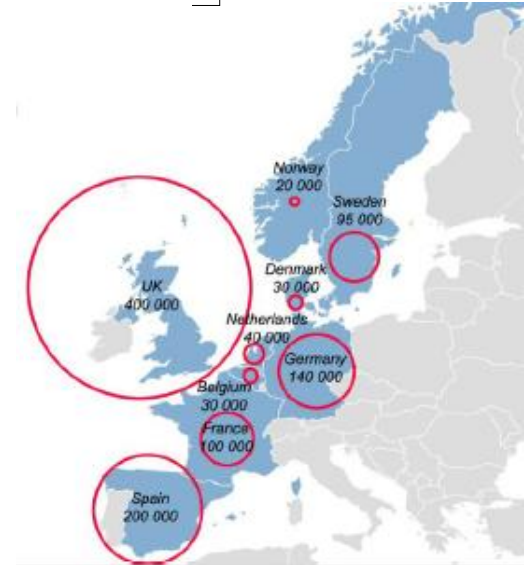 Norway
20 000
Sweden
95 000
Denmark
30 000
UK
400 000
Netherlands
40 000
Germany
140 000
Belgium
30 000
France
100 000
Spain
200 000